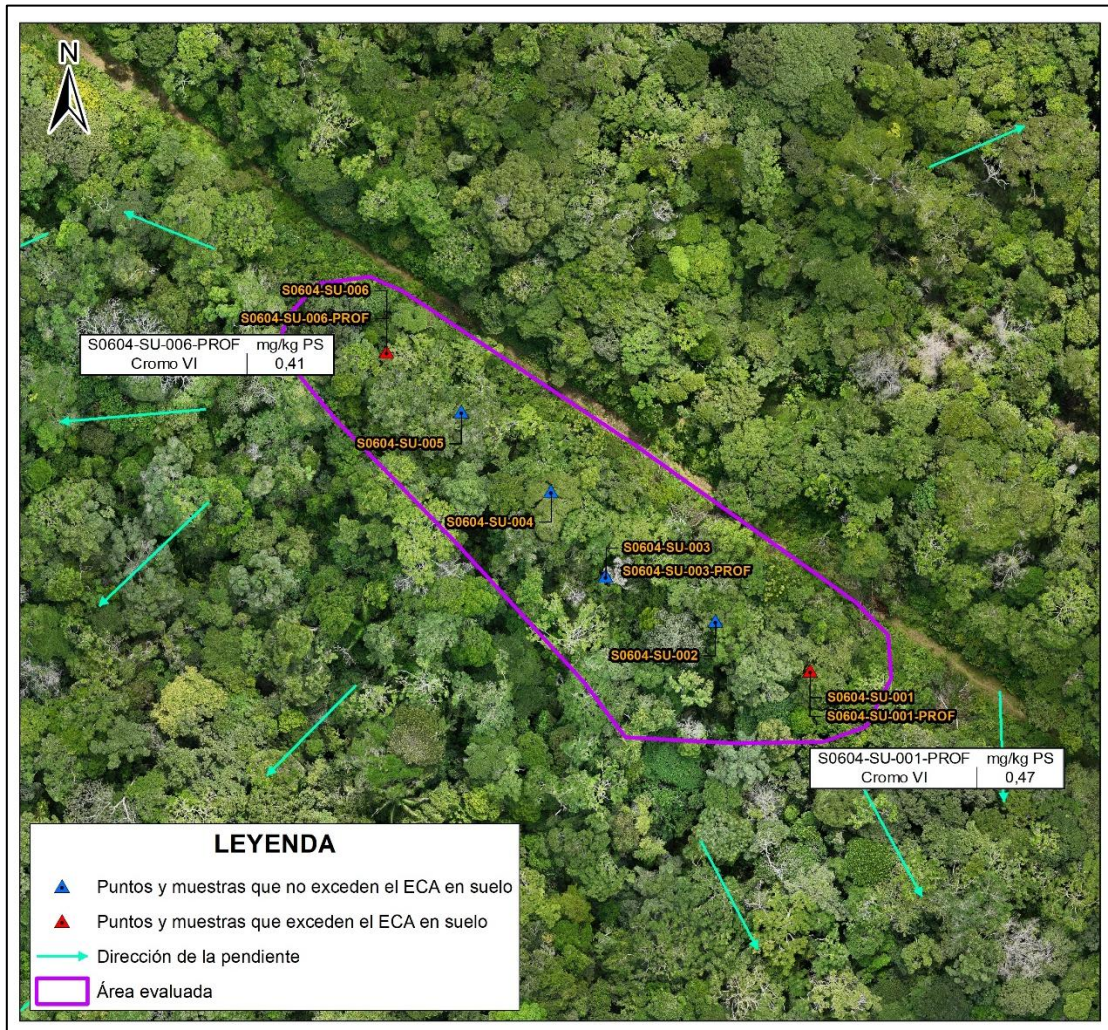 N
S0604-SU-006
S0604-SU-006-PROF
S0604-SU-006-PROF mg/kg PS
Cromo VI 0,41
S0604-SU-005
S0604-SU-004
S0604-SU-003
S0604-SU-003-PROF
S0604-SU-002
S0604-SU-001
S0604-SU-001-PROF
S0604-SU-001-PROF mg/kg PS
Cromo VI 0,47
LEYENDA
Puntos y muestras que no exceden el ECA en suelo
Puntos y muestras que exceden el ECA en suelo
Dirección de la pendiente
Área evaluada